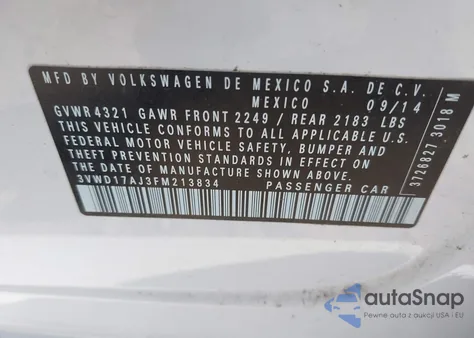 MFD BY VOLKSWAGEN DE MEXICO S.A. DE C.V.
MEXICO 09/14
GVWR 4321 GAWR FRONT 2249 / REAR 2183 LBS
THIS VEHICLE CONFORMS TO ALL APPLICABLE U.S.
FEDERAL MOTOR VEHICLE SAFETY, BUMPER AND
THEFT PREVENTION STANDARDS IN EFFECT ON
THE DATE OF MANUFACTURE SHOWN ABOVE.
3VWD17AJ3FM213834 PASSENGER CAR
3726827.3018 M
autoSnap
Pewne auta z aukcji USA i EU